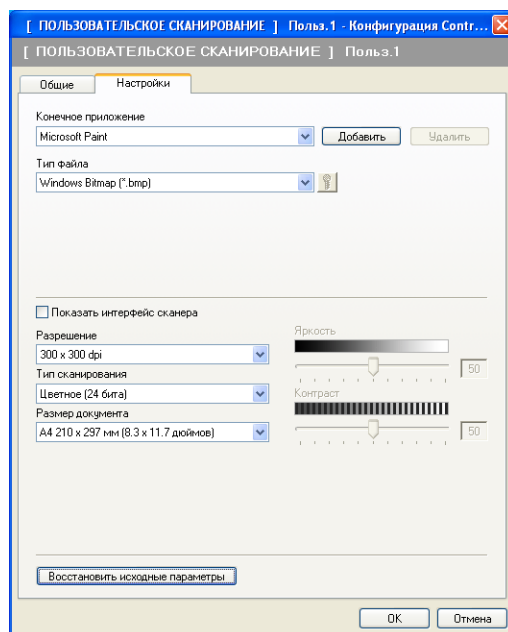 [ ПОЛЬЗОВАТЕЛЬСКОЕ СКАНИРОВАНИЕ ] Польз.1 - Конфигурация Contr...
[ ПОЛЬЗОВАТЕЛЬСКОЕ СКАНИРОВАНИЕ ] Польз.1
Общие Настройки
Конечное приложение
Microsoft Paint Добавить Удалить
Тип файла
Windows Bitmap (*.bmp)
Показать интерфейс сканера
Разрешение Яркость
300 x 300 dpi 50
Тип сканирования
Цветное (24 бита) Контраст
Размер документа
A4 210 x 297 мм (8.3 x 11.7 дюймов) 50
Восстановить исходные параметры
OK Отмена